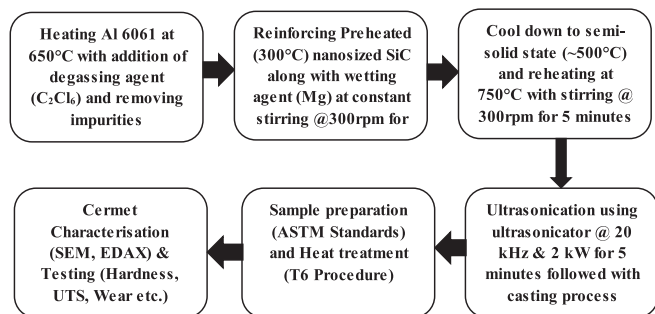 Heating Al 6061 at
650°C with addition of
degassing agent
(C₂Cl₆) and removing
impurities
Reinforcing Preheated
(300°C) nanosized SiC
along with wetting
agent (Mg) at constant
stirring @300rpm for
Cool down to semi-
solid state (~500°C)
and reheating at
750°C with stirring @
300rpm for 5 minutes
Ultrasonication using
ultrasonicator @ 20
kHz & 2 kW for 5
minutes followed with
casting process
Sample preparation
(ASTM Standards)
and Heat treatment
(T6 Procedure)
Cermet
Characterisation
(SEM, EDAX) &
Testing (Hardness,
UTS, Wear etc.)